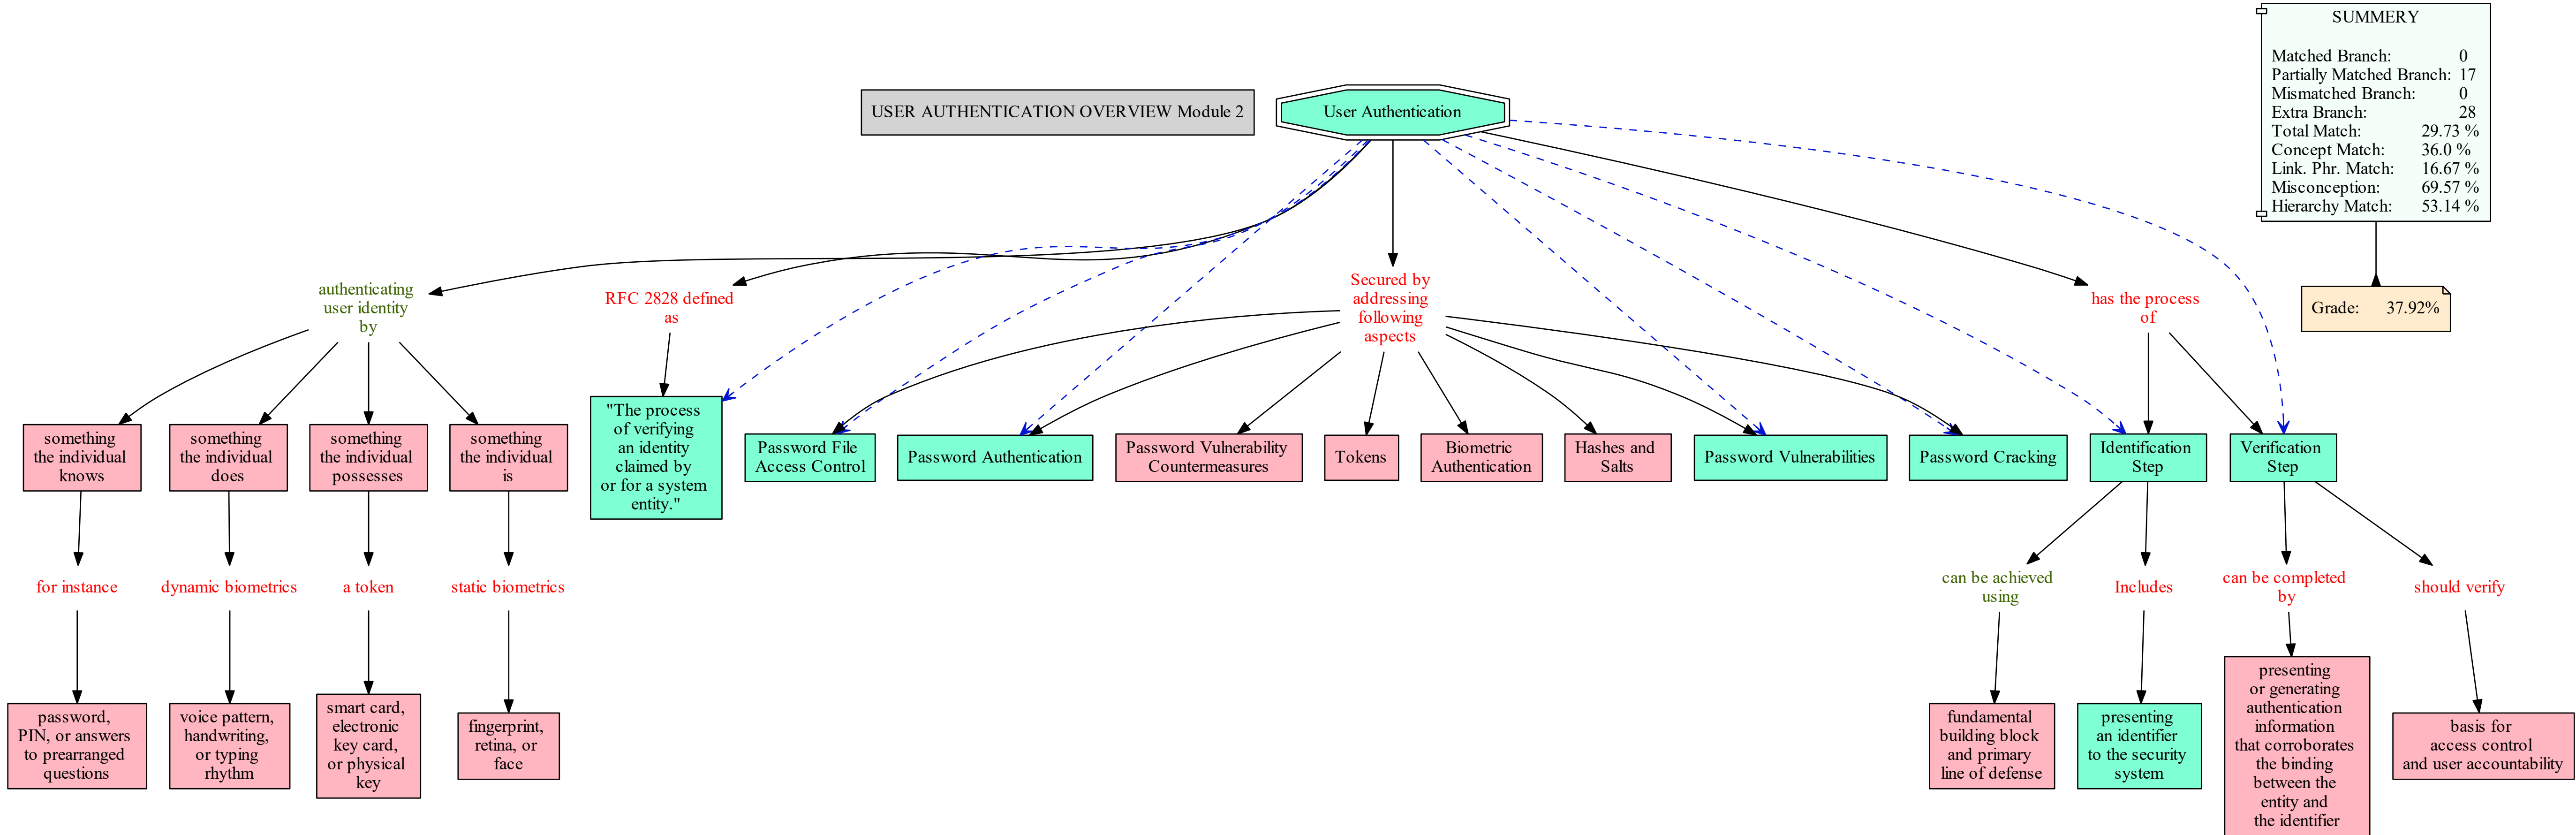 SUMMERY
Matched Branch: 0
Partially Matched Branch: 17
Mismatched Branch: 0
Extra Branch: 28
Total Match: 29.73 %
Concept Match: 36.0 %
Link. Phr. Match: 16.67 %
Misconception: 69.57 %
Hierarchy Match: 53.14 %
USER AUTHENTICATION OVERVIEW Module 2
User Authentication
Grade: 37.92%
authenticating
user identity
by
RFC 2828 defined
as
Secured by
addressing
following
aspects
has the process
of
something
the individual
knows
something
the individual
does
something
the individual
possesses
something
the individual
is
"The process
of verifying
an identity
claimed by
or for a system
entity."
Password File
Access Control
Password Authentication
Password Vulnerability
Countermeasures
Tokens
Biometric
Authentication
Hashes and
Salts
Password Vulnerabilities
Password Cracking
Identification
Step
Verification
Step
for instance
dynamic biometrics
a token
static biometrics
can be achieved
using
Includes
can be completed
by
should verify
password,
PIN, or answers
to prearranged
questions
voice pattern,
handwriting,
or typing
rhythm
smart card,
electronic
key card,
or physical
key
fingerprint,
retina, or
face
fundamental
building block
and primary
line of defense
presenting
an identifier
to the security
system
presenting
or generating
authentication
information
that corroborates
the binding
between the
entity and
the identifier
basis for
access control
and user accountability